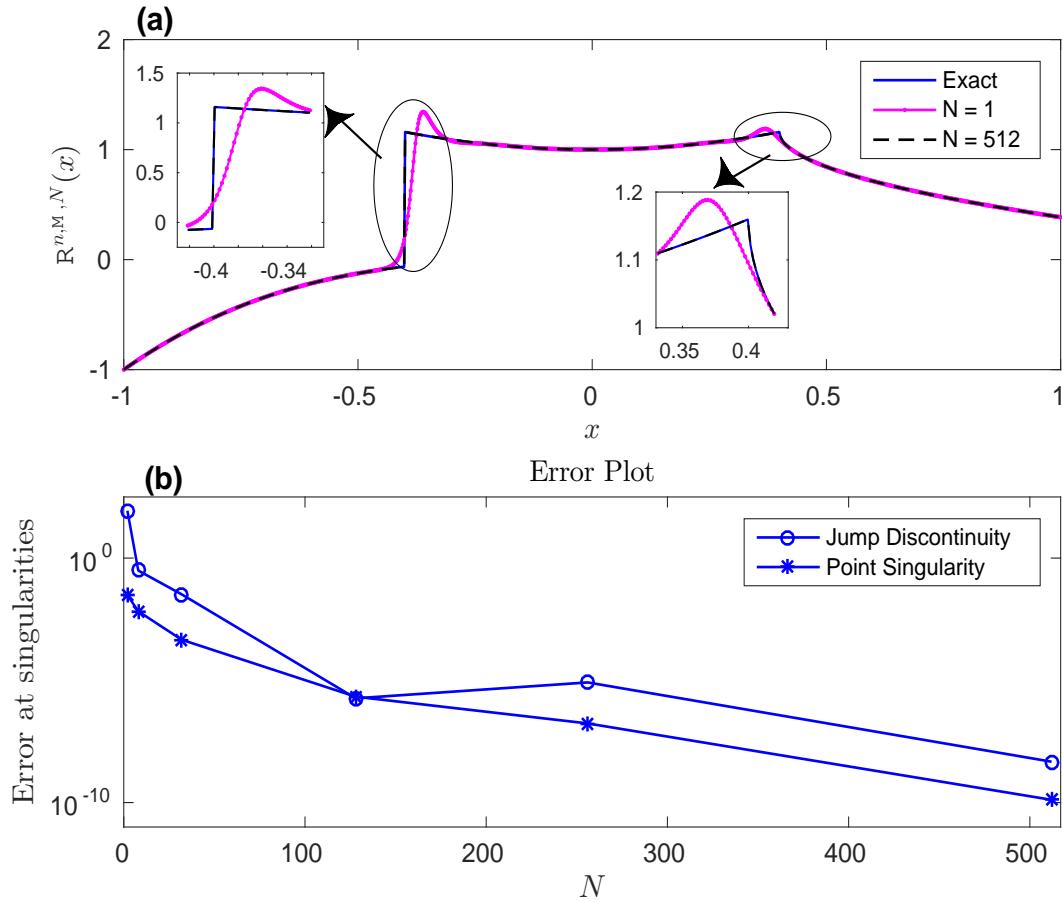 (a)
2
1
0
-1
R^{n,M,N}(x)
-1
-0.5
0
0.5
1
x
Exact
N = 1
N = 512
1.5
1
0.5
0
-0.4
-0.34
1.2
1.1
1
0.35
0.4
(b)
Error Plot
10^0
10^-10
Error at singularities
0
100
200
300
400
500
N
Jump Discontinuity
Point Singularity